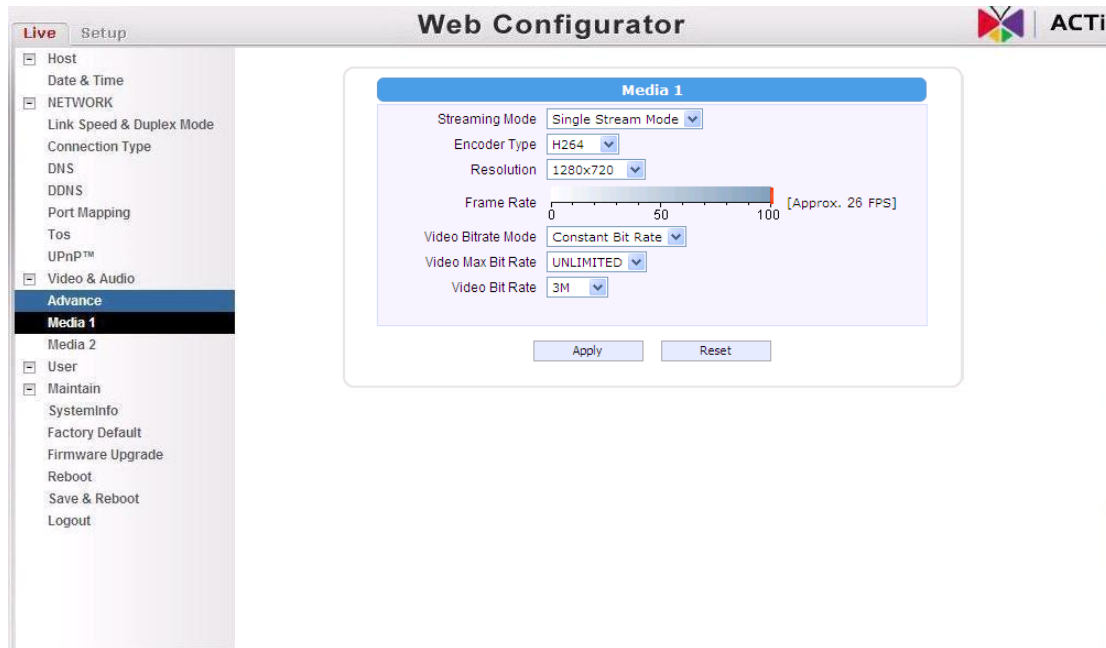 Web Configurator
ACTi
Live Setup
Host
Date & Time
NETWORK
Link Speed & Duplex Mode
Connection Type
DNS
DDNS
Port Mapping
Tos
UPnP™
Video & Audio
Advance
Media 1
Media 2
User
Maintain
SystemInfo
Factory Default
Firmware Upgrade
Reboot
Save & Reboot
Logout
Media 1
Streaming Mode Single Stream Mode
Encoder Type H264
Resolution 1280x720
Frame Rate 0 50 100 [Approx. 26 FPS]
Video Bitrate Mode Constant Bit Rate
Video Max Bit Rate UNLIMITED
Video Bit Rate 3M
Apply Reset